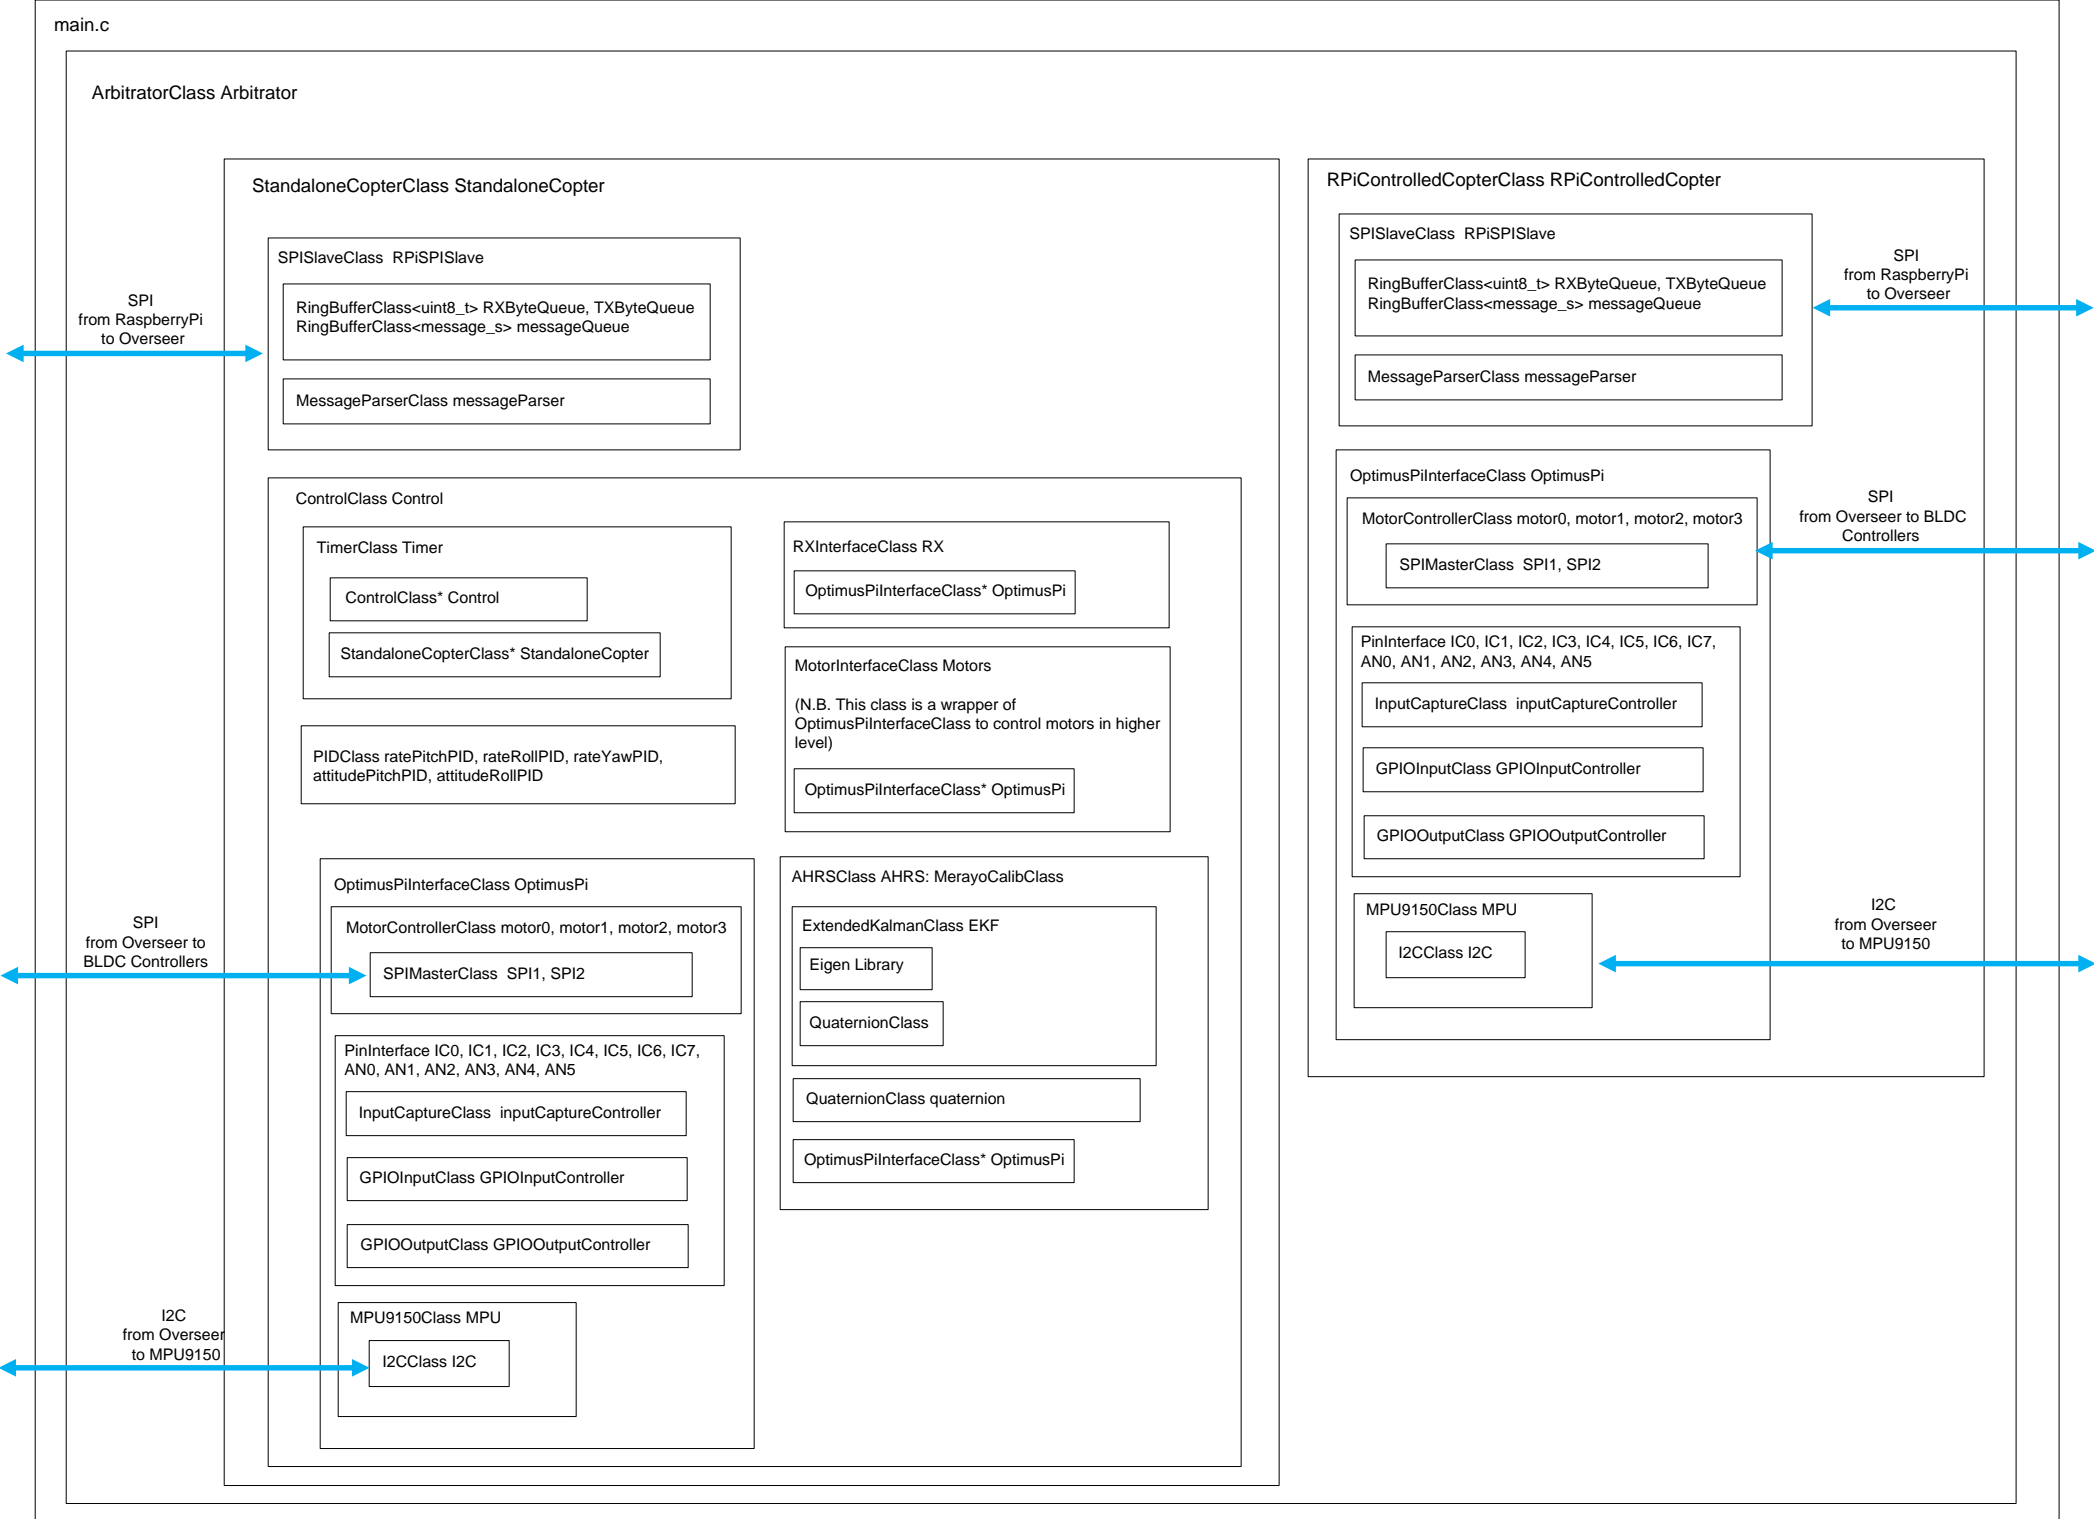 main.c
ArbitratorClass Arbitrator
StandaloneCopterClass StandaloneCopter
SPISlaveClass  RPiSPISlave
RingBufferClass<uint8_t> RXByteQueue, TXByteQueue
RingBufferClass<message_s> messageQueue
MessageParserClass messageParser
SPI
from RaspberryPi
to Overseer
ControlClass Control
TimerClass Timer
ControlClass* Control
StandaloneCopterClass* StandaloneCopter
PIDClass ratePitchPID, rateRollPID, rateYawPID,
attitudePitchPID, attitudeRollPID
RXInterfaceClass RX
OptimusPiInterfaceClass* OptimusPi
MotorInterfaceClass Motors
(N.B. This class is a wrapper of
OptimusPiInterfaceClass to control motors in higher
level)
OptimusPiInterfaceClass* OptimusPi
OptimusPiInterfaceClass OptimusPi
MotorControllerClass motor0, motor1, motor2, motor3
SPIMasterClass  SPI1, SPI2
SPI
from Overseer to
BLDC Controllers
PinInterface IC0, IC1, IC2, IC3, IC4, IC5, IC6, IC7,
AN0, AN1, AN2, AN3, AN4, AN5
InputCaptureClass  inputCaptureController
GPIOInputClass GPIOInputController
GPIOOutputClass GPIOOutputController
MPU9150Class MPU
I2CClass I2C
I2C
from Overseer
to MPU9150
AHRSClass AHRS: MerayoCalibClass
ExtendedKalmanClass EKF
Eigen Library
QuaternionClass
QuaternionClass quaternion
OptimusPiInterfaceClass* OptimusPi
RPiControlledCopterClass RPiControlledCopter
SPISlaveClass  RPiSPISlave
RingBufferClass<uint8_t> RXByteQueue, TXByteQueue
RingBufferClass<message_s> messageQueue
MessageParserClass messageParser
SPI
from RaspberryPi
to Overseer
OptimusPiInterfaceClass OptimusPi
MotorControllerClass motor0, motor1, motor2, motor3
SPIMasterClass  SPI1, SPI2
SPI
from Overseer to BLDC
Controllers
PinInterface IC0, IC1, IC2, IC3, IC4, IC5, IC6, IC7,
AN0, AN1, AN2, AN3, AN4, AN5
InputCaptureClass  inputCaptureController
GPIOInputClass GPIOInputController
GPIOOutputClass GPIOOutputController
MPU9150Class MPU
I2CClass I2C
I2C
from Overseer
to MPU9150